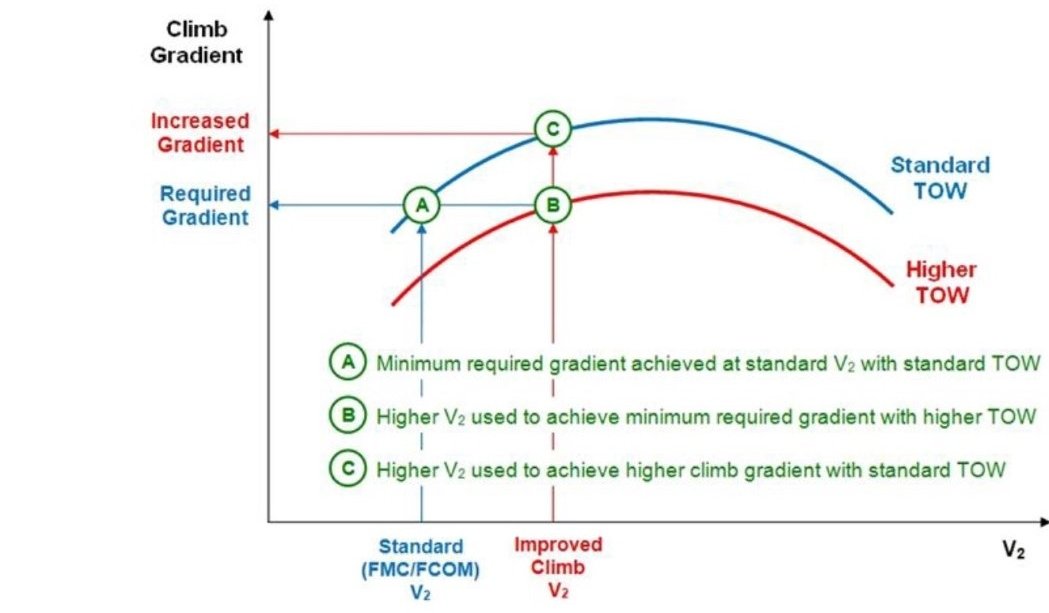 Climb
Gradient
Increased
Gradient
C
Required
Gradient
A
B
Standard
TOW
Higher
TOW
A Minimum required gradient achieved at standard V₂ with standard TOW
B Higher V₂ used to achieve minimum required gradient with higher TOW
C Higher V₂ used to achieve higher climb gradient with standard TOW
Standard
(FMC/FCOM)
V₂
Improved
Climb
V₂
V₂